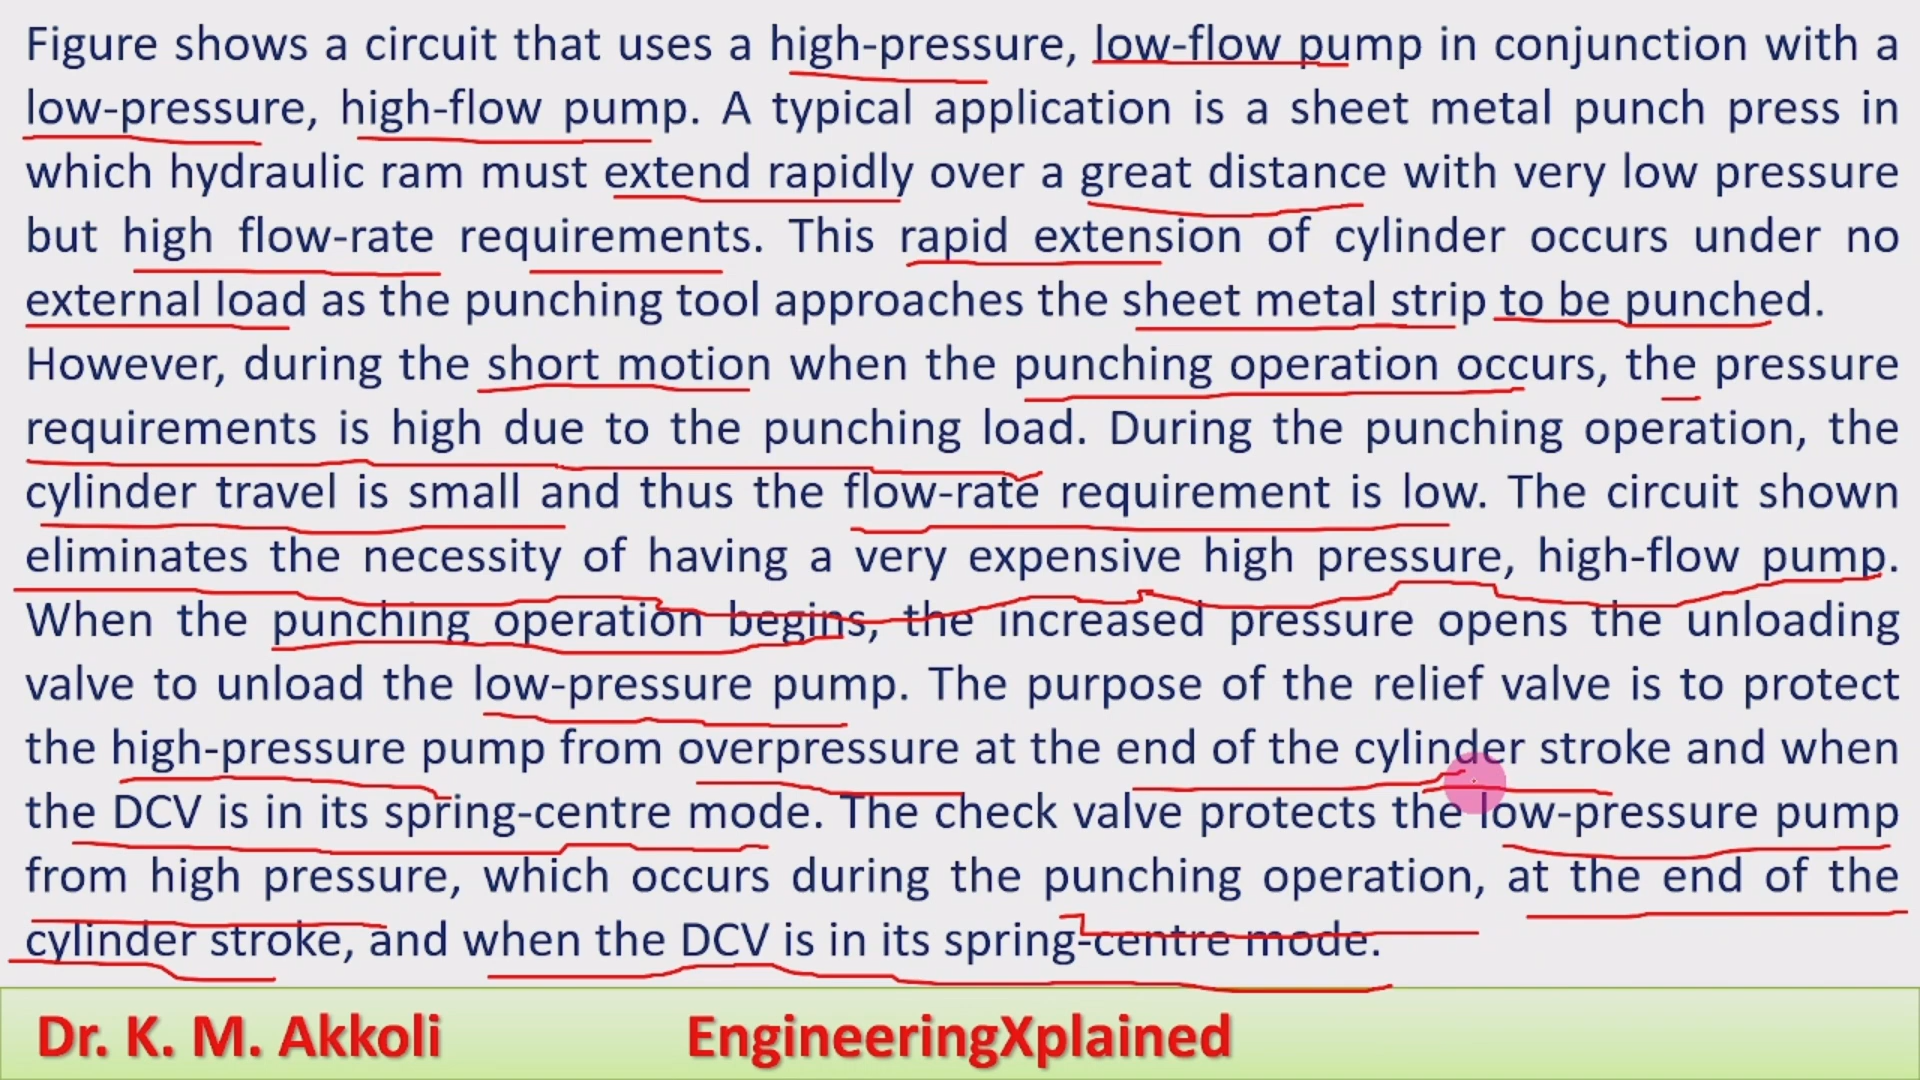 Figure shows a circuit that uses a high-pressure, low-flow pump in conjunction with a
low-pressure, high-flow pump. A typical application is a sheet metal punch press in
which hydraulic ram must extend rapidly over a great distance with very low pressure
but high flow-rate requirements. This rapid extension of cylinder occurs under no
external load as the punching tool approaches the sheet metal strip to be punched.
However, during the short motion when the punching operation occurs, the pressure
requirements is high due to the punching load. During the punching operation, the
cylinder travel is small and thus the flow-rate requirement is low. The circuit shown
eliminates the necessity of having a very expensive high pressure, high-flow pump.
When the punching operation begins, the increased pressure opens the unloading
valve to unload the low-pressure pump. The purpose of the relief valve is to protect
the high-pressure pump from overpressure at the end of the cylinder stroke and when
the DCV is in its spring-centre mode. The check valve protects the low-pressure pump
from high pressure, which occurs during the punching operation, at the end of the
cylinder stroke, and when the DCV is in its spring-centre mode.
Dr. K. M. Akkoli EngineeringXplained